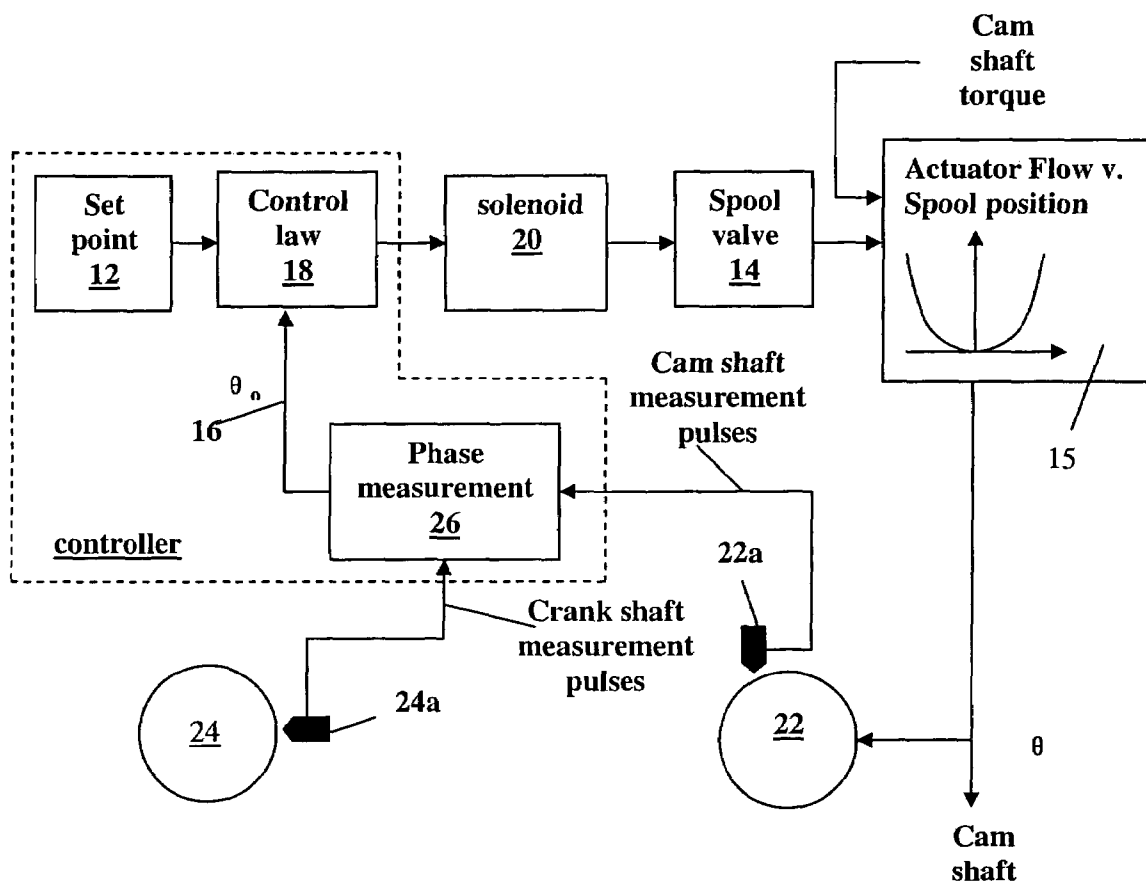 Cam
shaft
torque
Set
point
12
Control
law
18
solenoid
20
Spool
valve
14
Actuator Flow v.
Spool position
15
Cam shaft
measurement
pulses
θ₀
16
Phase
measurement
26
controller
22a
Crank shaft
measurement
pulses
24a
24
22
θ
Cam
shaft